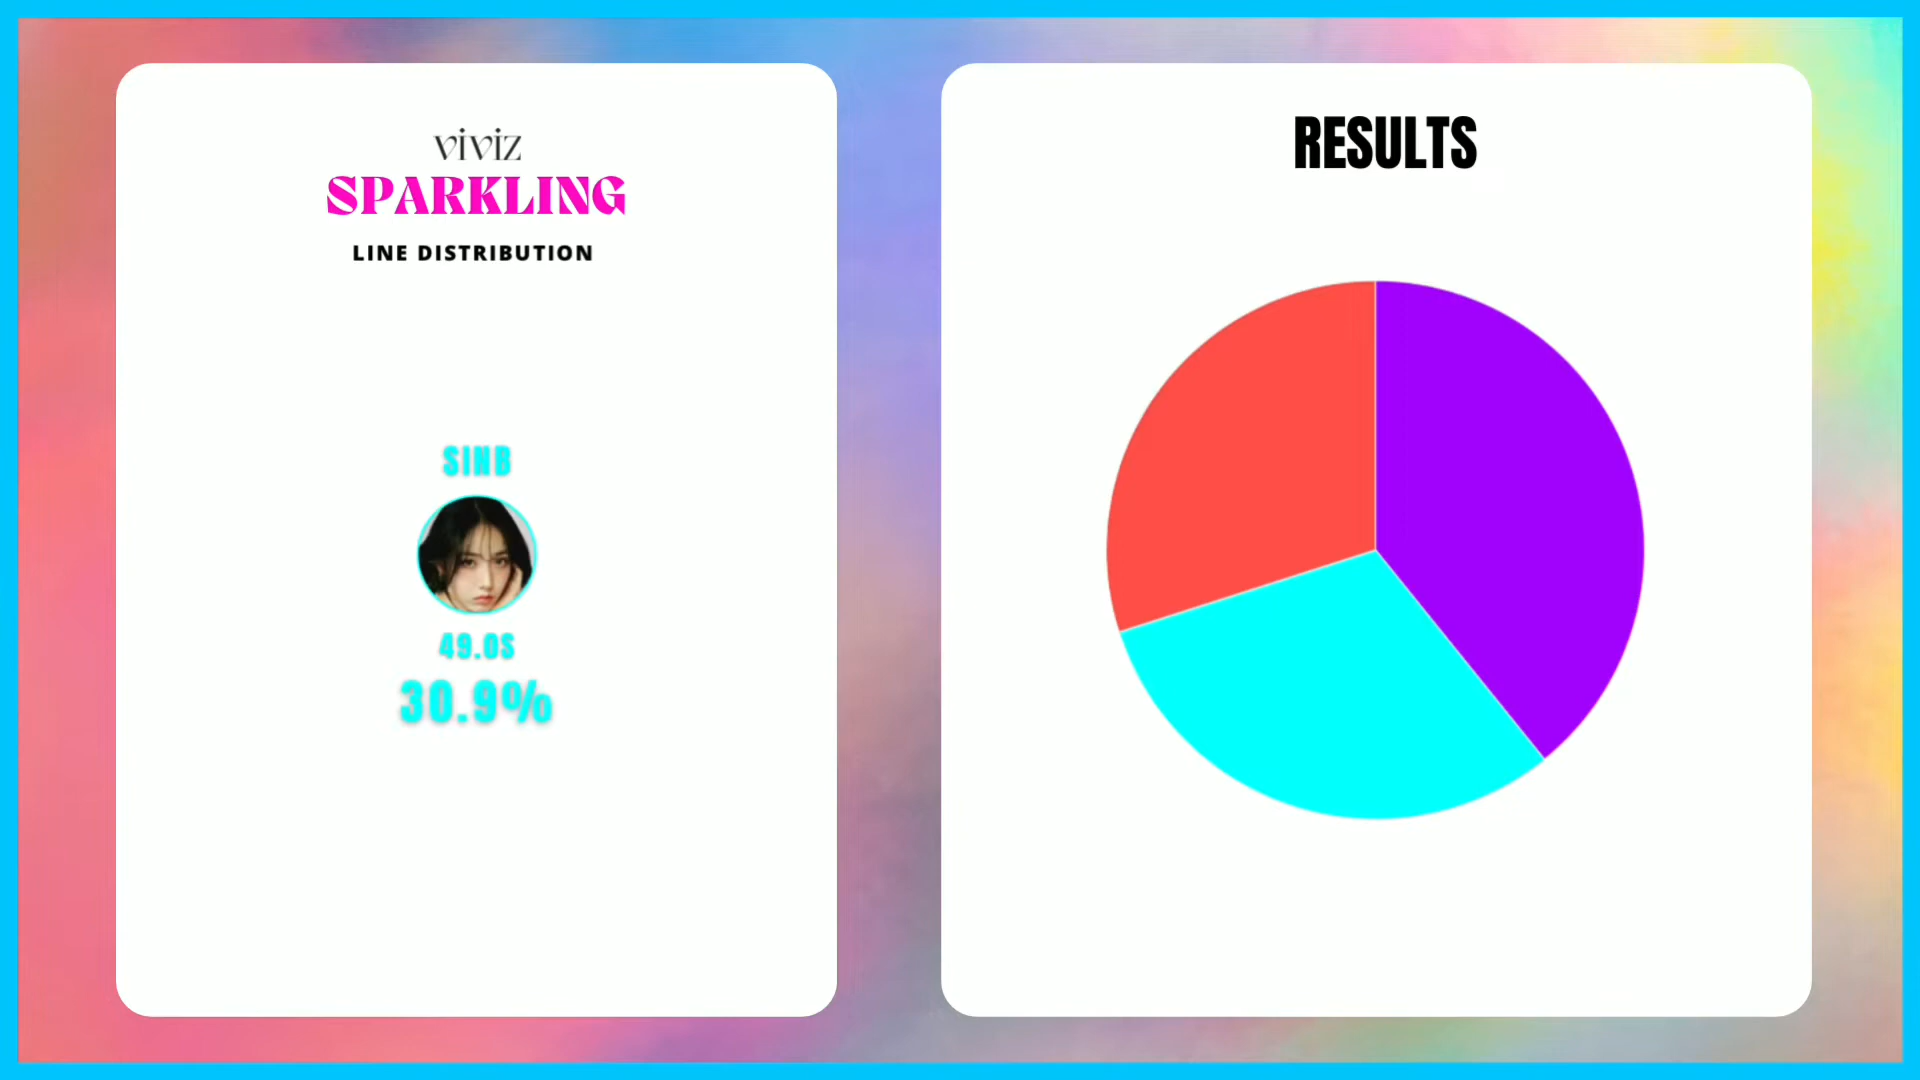 viviz
SPARKLING
LINE DISTRIBUTION
SINB
49.0S
30.9%
RESULTS